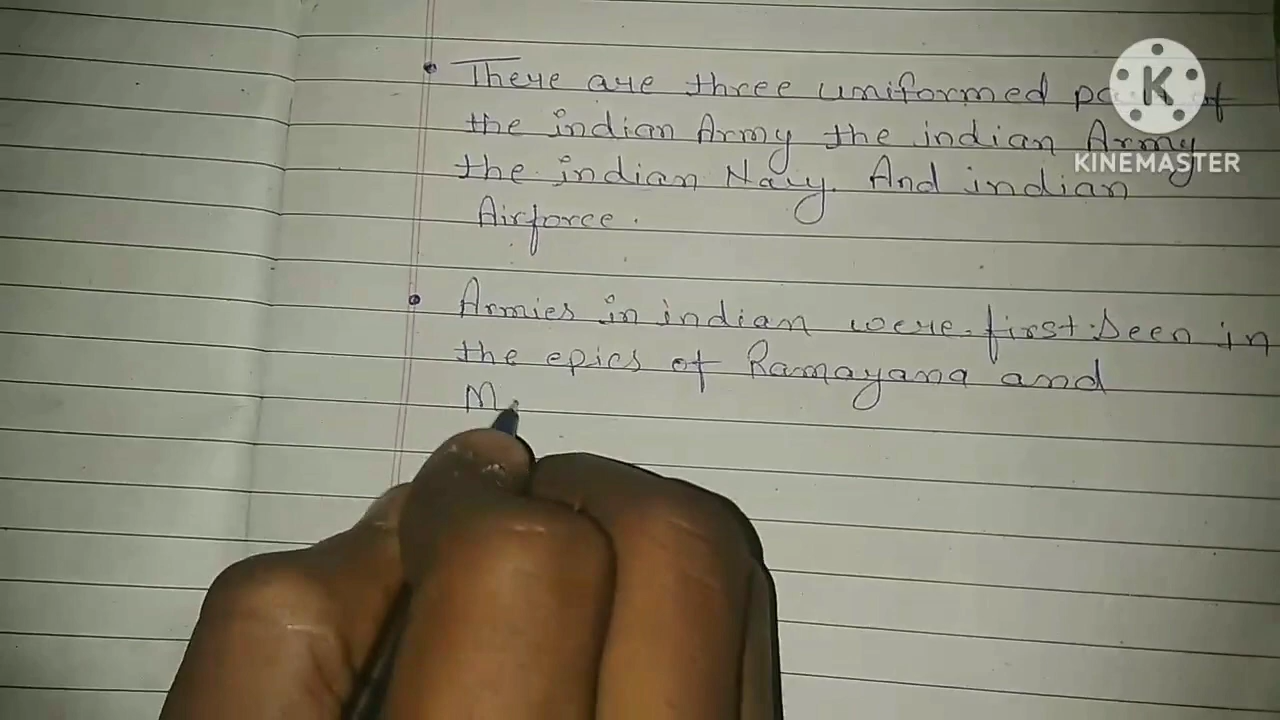 There are three uniformed of
the indian Army the indian Army
the indian Navy. And indian
Airforce.
Armies in indian were first seen in
the epics of Ramayana and
M
K
KINEMASTER